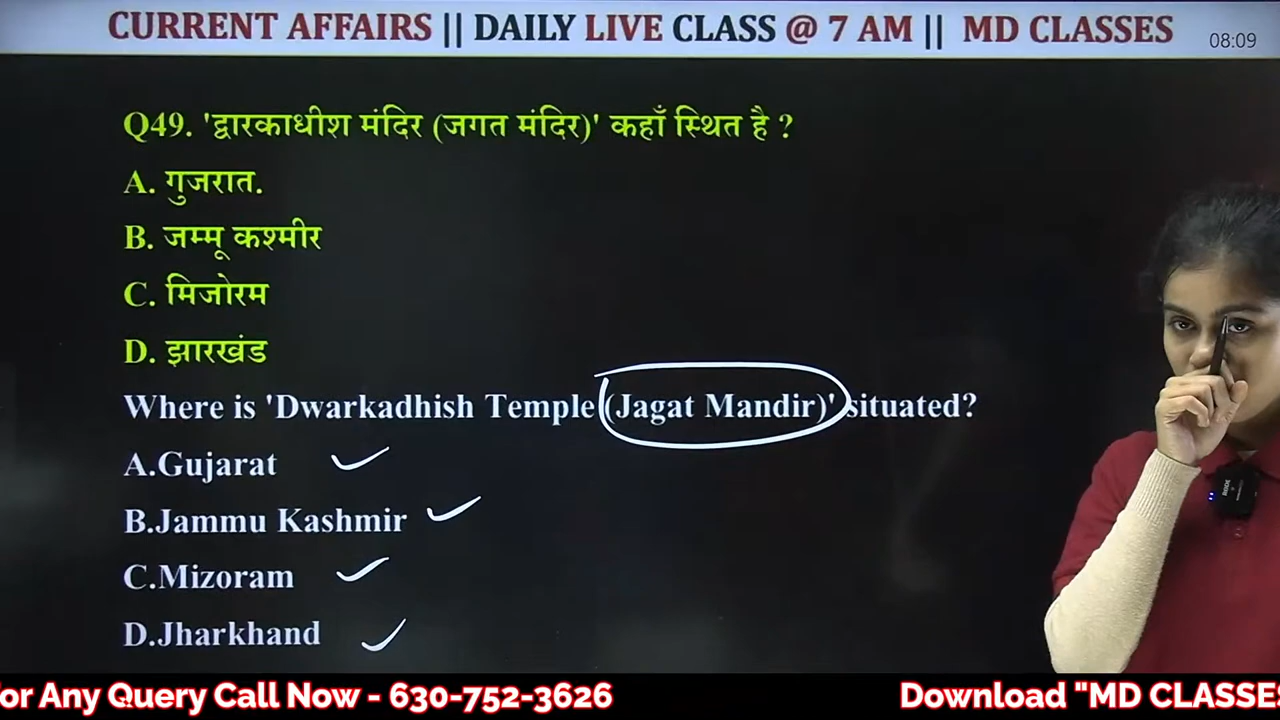 CURRENT AFFAIRS || DAILY LIVE CLASS @ 7 AM || MD CLASSES
08:09
Q49. 'द्वारकाधीश मंदिर (जगत मंदिर)' कहाँ स्थित है ?
A. गुजरात.
B. जम्मू कश्मीर
C. मिजोरम
D. झारखंड
Where is 'Dwarkadhish Temple (Jagat Mandir)' situated?
A.Gujarat
B.Jammu Kashmir
C.Mizoram
D.Jharkhand
or Any Query Call Now - 630-752-3626
Download "MD CLASSES